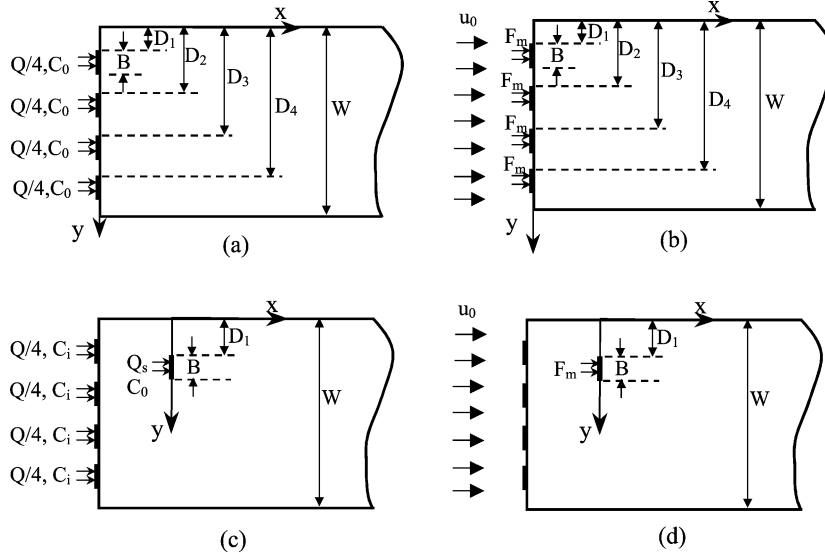 x
D₁
Q/4,C₀
B
D₂
D₃
Q/4,C₀
D₄
W
Q/4,C₀
Q/4,C₀
y
(a)
u₀
x
Fₘ
D₁
B
D₂
Fₘ
D₃
D₄
W
Fₘ
Fₘ
y
(b)
x
Q/4, Cᵢ
D₁
Qₛ
B
C₀
Q/4, Cᵢ
W
y
Q/4, Cᵢ
Q/4, Cᵢ
(c)
u₀
x
D₁
Fₘ
B
W
y
(d)